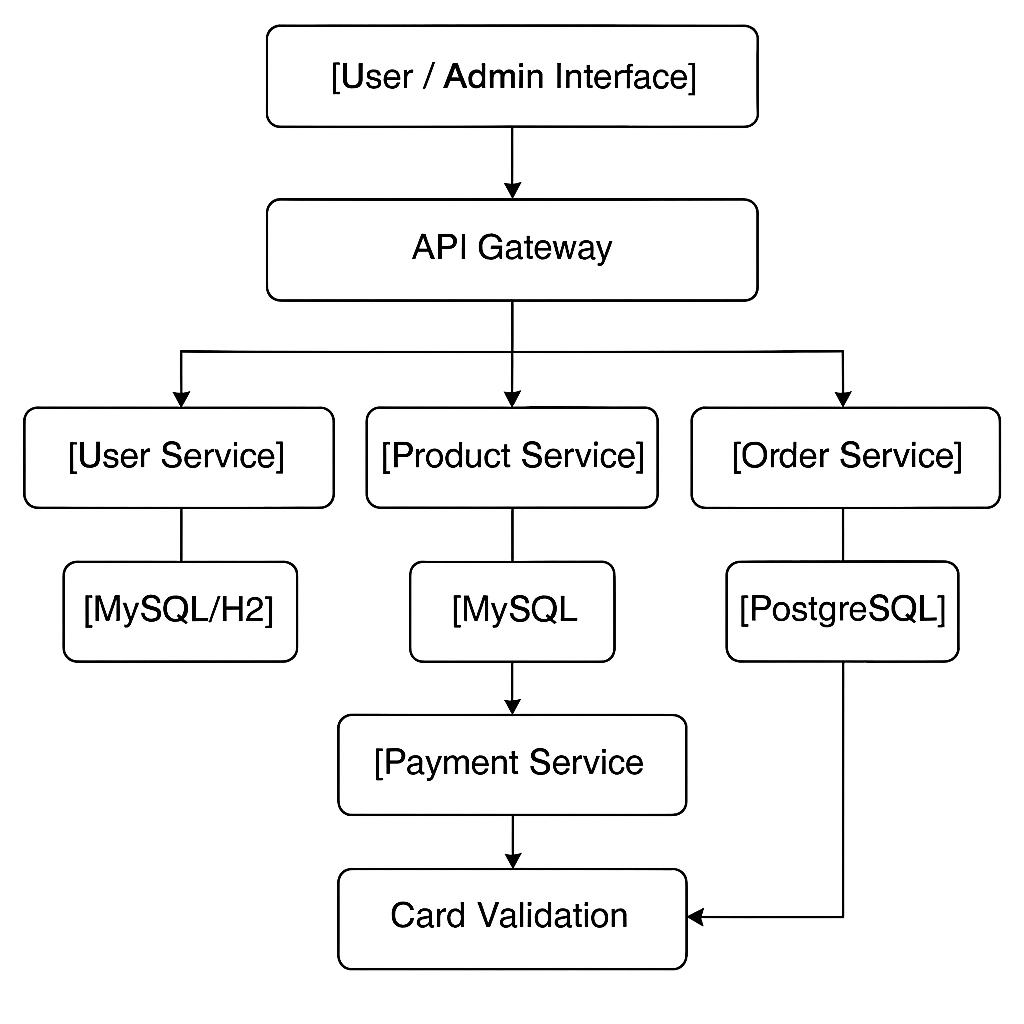 [User / Admin Interface]
API Gateway
[User Service]
[Product Service]
[Order Service]
[MySQL/H2]
[MySQL
[PostgreSQL]
[Payment Service
Card Validation